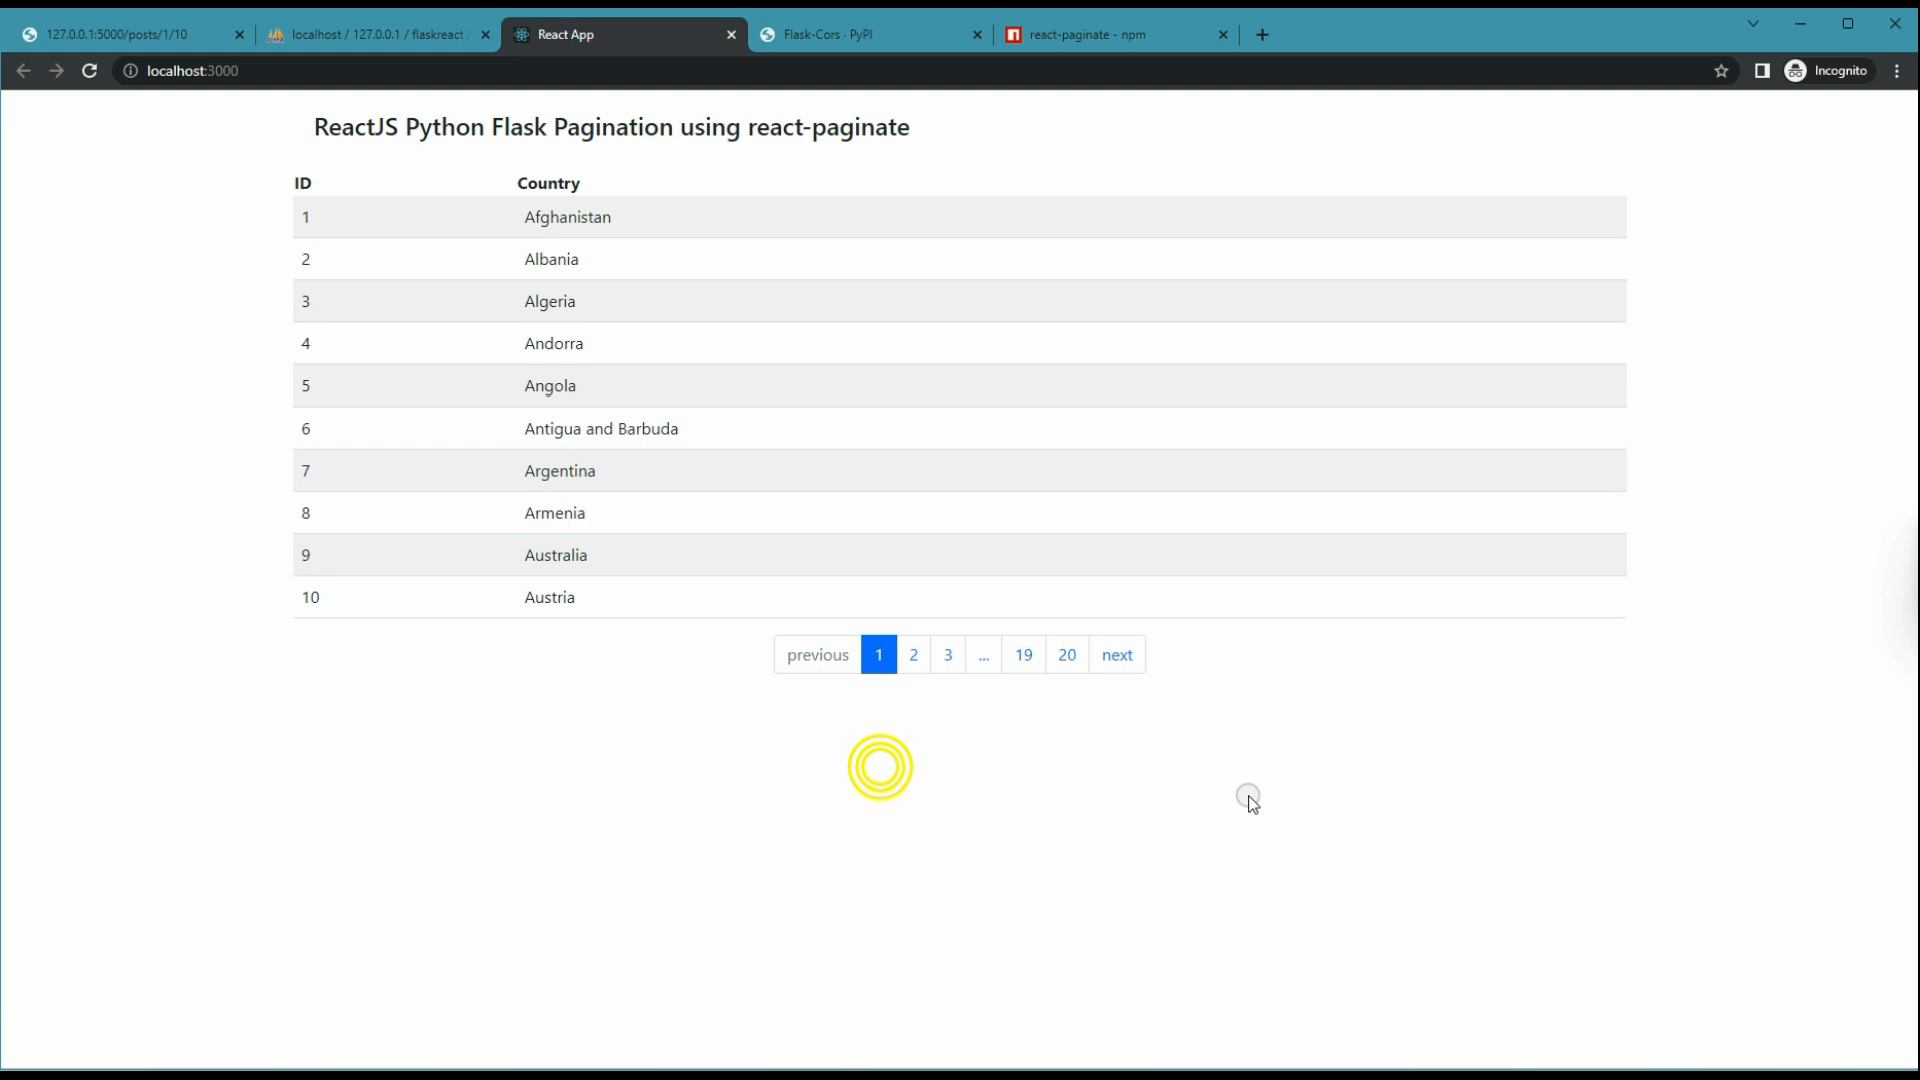 127.0.0.1:5000/posts/1/10 localhost / 127.0.0.1 / flaskreact React App Flask-Cors · PyPI react-paginate - npm
localhost:3000 Incognito
ReactJS Python Flask Pagination using react-paginate
ID Country
1 Afghanistan
2 Albania
3 Algeria
4 Andorra
5 Angola
6 Antigua and Barbuda
7 Argentina
8 Armenia
9 Australia
10 Austria
previous 1 2 3 ... 19 20 next